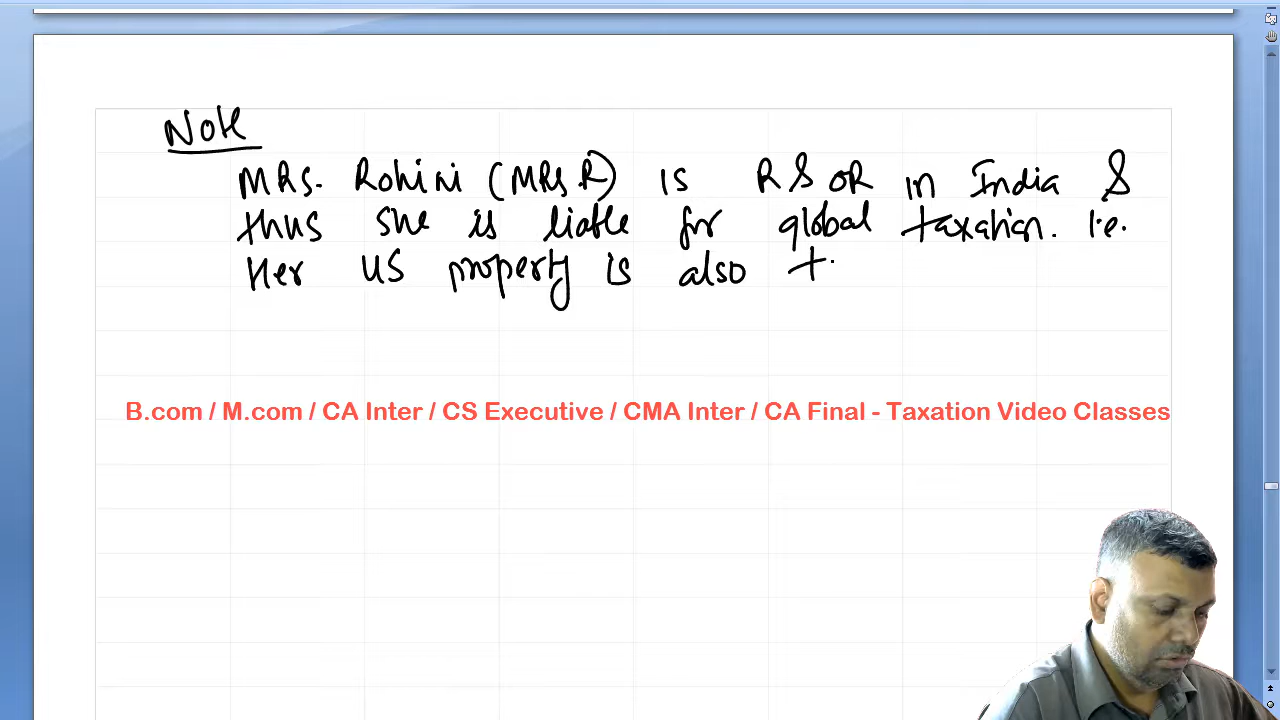 Note
MRS. Rohini (MRS R) is R & OR in India &
thus she is liable for global taxation. i.e.
Her US property is also t
B.com / M.com / CA Inter / CS Executive / CMA Inter / CA Final - Taxation Video Classes